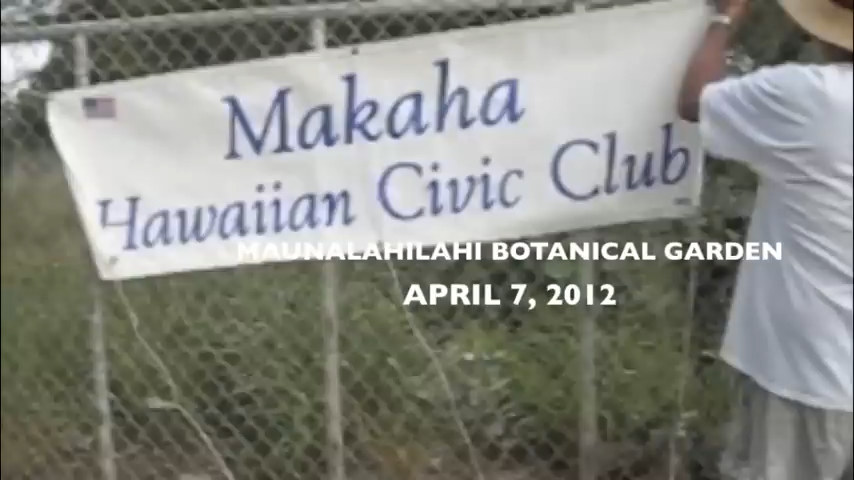 Makaha
Hawaiian Civic Club
MAUNALAHILAHI BOTANICAL GARDEN
APRIL 7, 2012